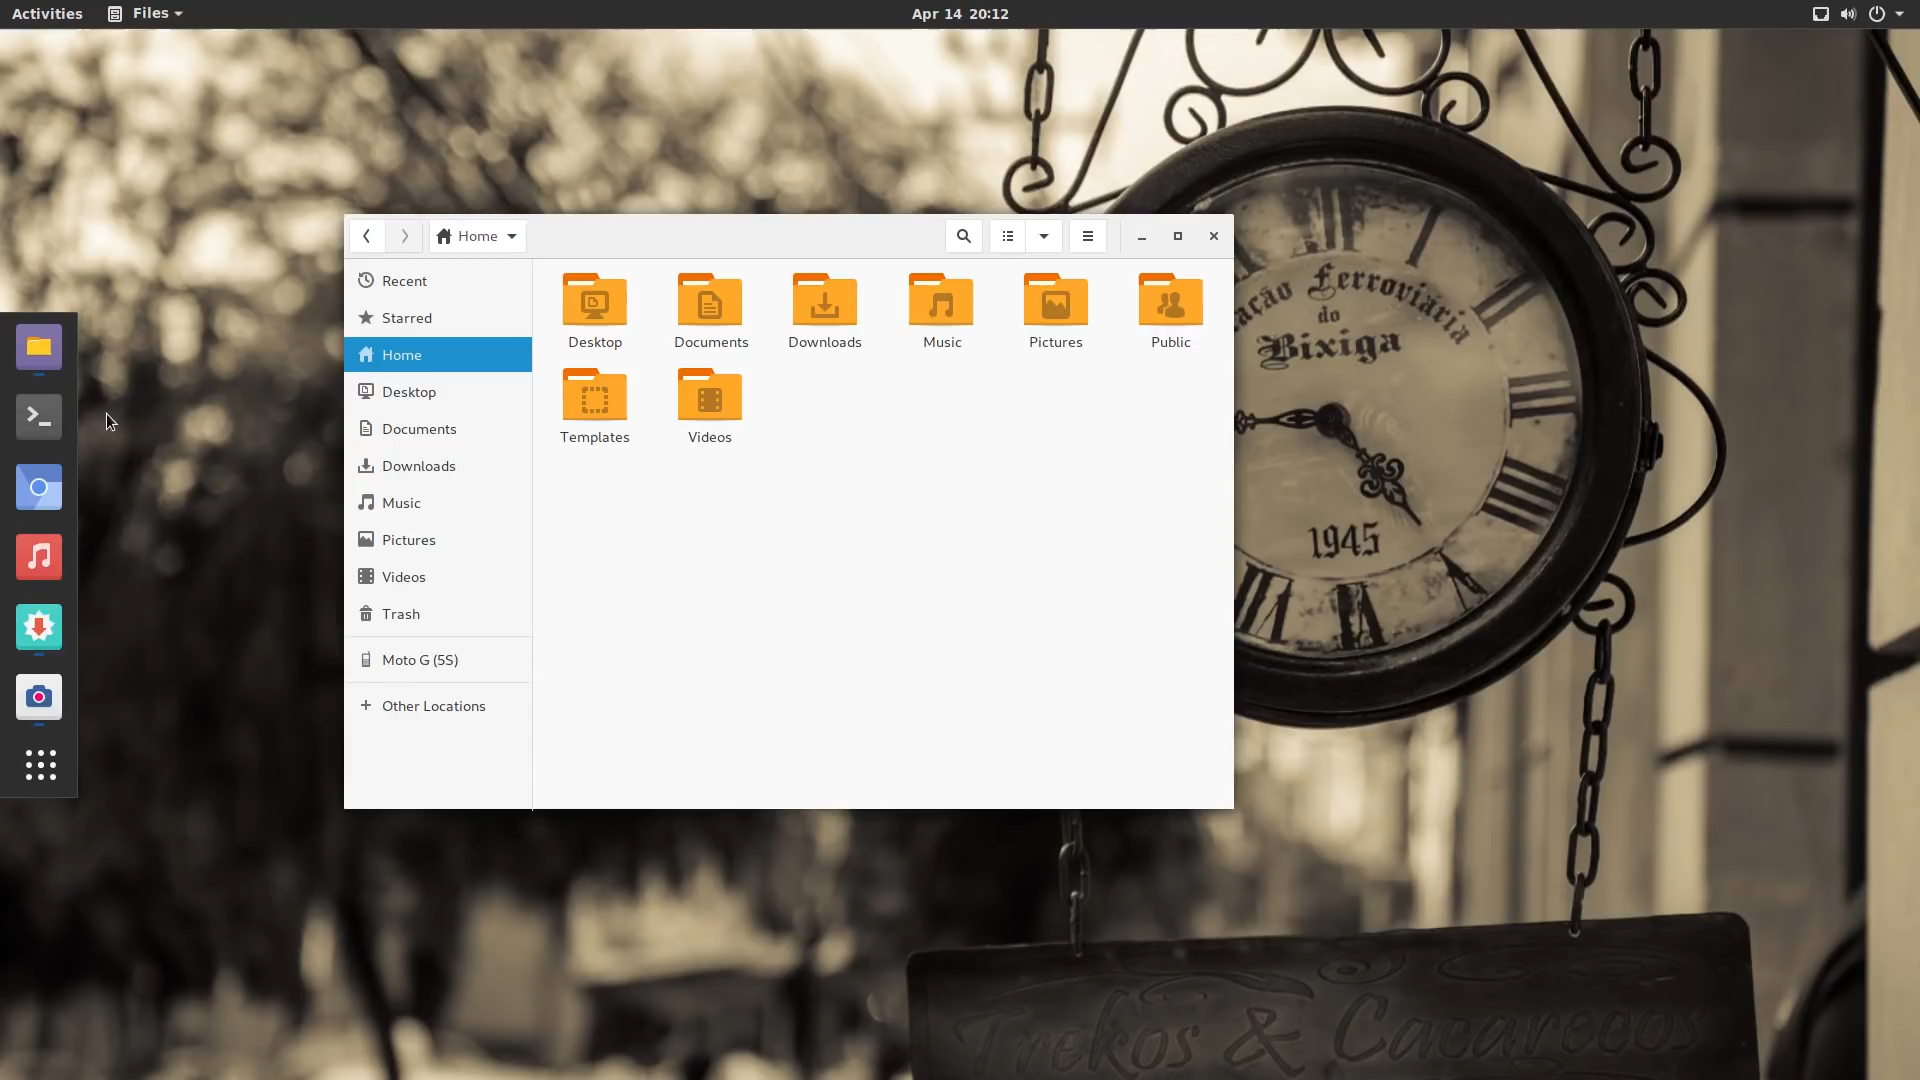 Activities
Files
Apr 14 20:12
Home
Recent
Starred
Home
Desktop
Documents
Downloads
Music
Pictures
Videos
Trash
Moto G (5S)
Other Locations
Desktop
Documents
Downloads
Music
Pictures
Public
Templates
Videos
Ferroviaria
do
Bixiga
1945
Trekos & Cacarecos